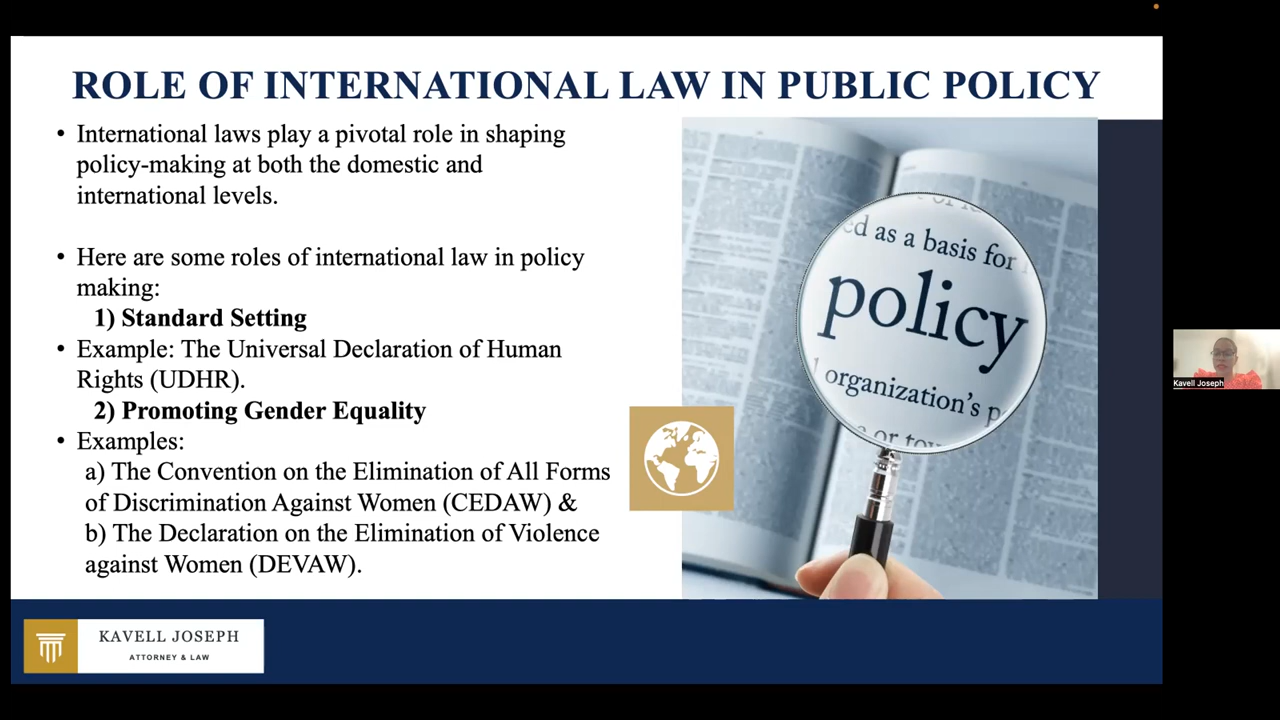 ROLE OF INTERNATIONAL LAW IN PUBLIC POLICY
• International laws play a pivotal role in shaping
policy-making at both the domestic and
international levels.
• Here are some roles of international law in policy
making:
1) Standard Setting
• Example: The Universal Declaration of Human
Rights (UDHR).
2) Promoting Gender Equality
• Examples:
a) The Convention on the Elimination of All Forms
of Discrimination Against Women (CEDAW) &
b) The Declaration on the Elimination of Violence
against Women (DEVAW).
ed as a basis for
policy
organization's p
e or tow
KAVELL JOSEPH
ATTORNEY & LAW
Kavell Joseph